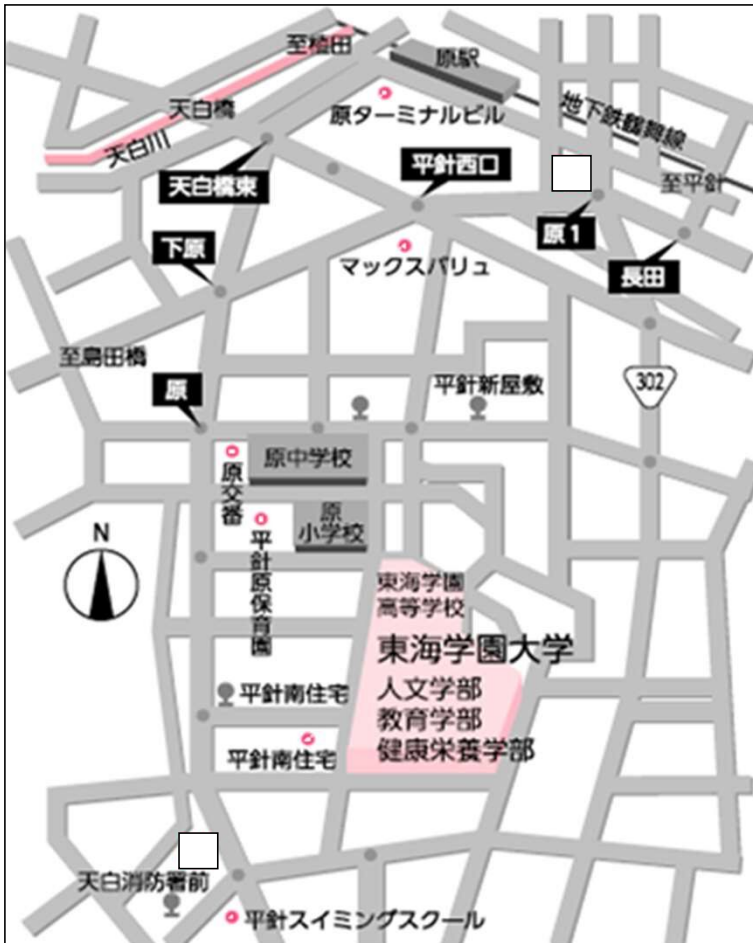 至植田
原駅
天白橋
原ターミナルビル
地下鉄鶴舞線
天白川
平針西口
至平針
天白橋東
原1
下原
マックスバリュ
長田
至島田橋
302
原
平針新屋敷
原中学校
原交番
原
小学校
N
平針原保育園
東海学園
高等学校
東海学園大学
人文学部
教育学部
健康栄養学部
平針南住宅
平針南住宅
天白消防署前
平針スイミングスクール